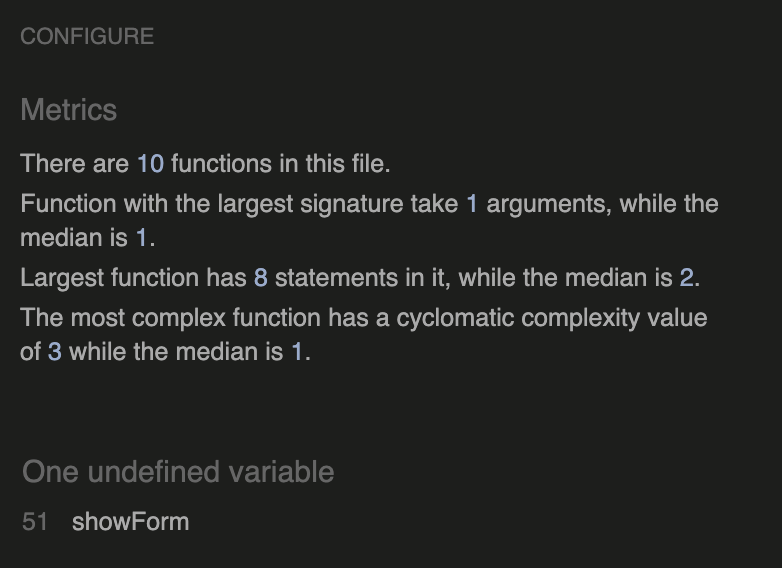 CONFIGURE
Metrics
There are 10 functions in this file.
Function with the largest signature take 1 arguments, while the
median is 1.
Largest function has 8 statements in it, while the median is 2.
The most complex function has a cyclomatic complexity value
of 3 while the median is 1.
One undefined variable
51 showForm